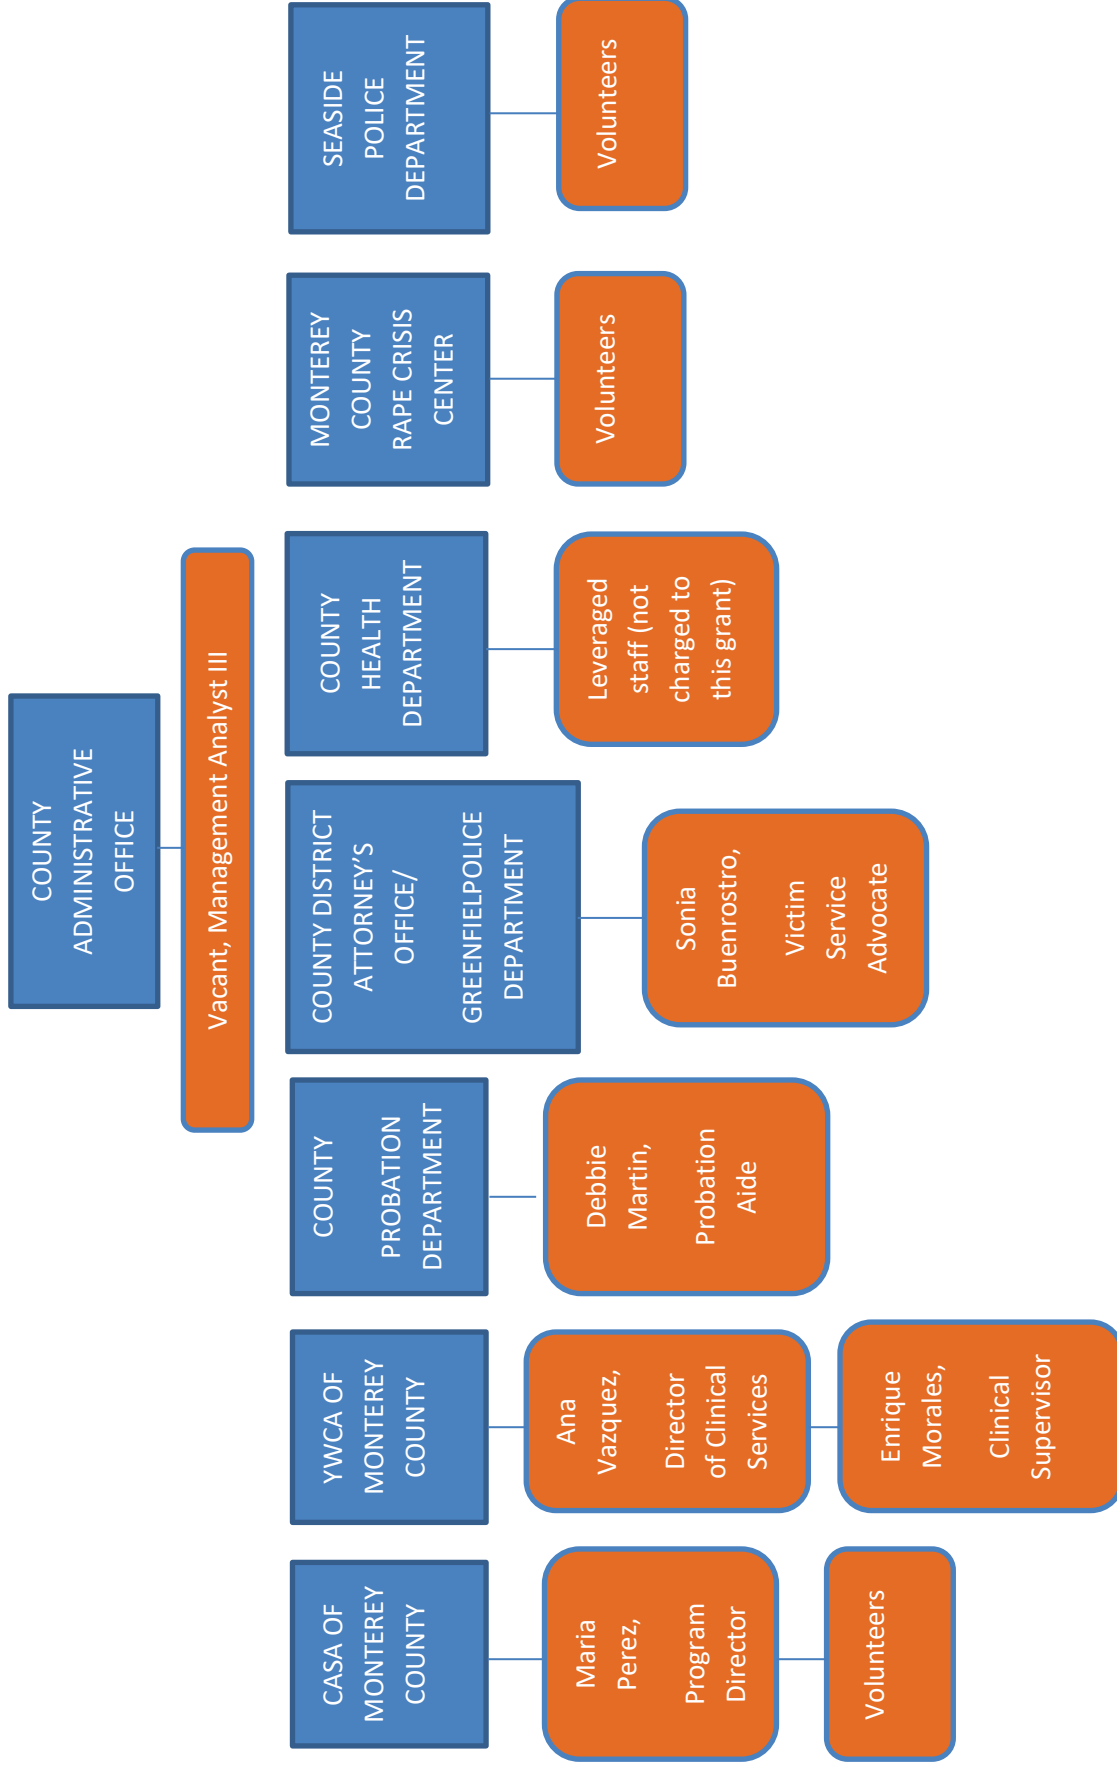 COUNTY
ADMINISTRATIVE
OFFICE
Vacant, Management Analyst III
CASA OF
MONTEREY
COUNTY
Maria
Perez,
Program
Director
Volunteers
YWCA OF
MONTEREY
COUNTY
Ana
Vazquez,
Director
of Clinical
Services
Enrique
Morales,
Clinical
Supervisor
COUNTY
PROBATION
DEPARTMENT
Debbie
Martin,
Probation
Aide
COUNTY DISTRICT
ATTORNEY’S
OFFICE/
GREENFIELPOLICE
DEPARTMENT
Sonia
Buenrostro,
Victim
Service
Advocate
COUNTY
HEALTH
DEPARTMENT
Leveraged
staff (not
charged to
this grant)
MONTEREY
COUNTY
RAPE CRISIS
CENTER
Volunteers
SEASIDE
POLICE
DEPARTMENT
Volunteers